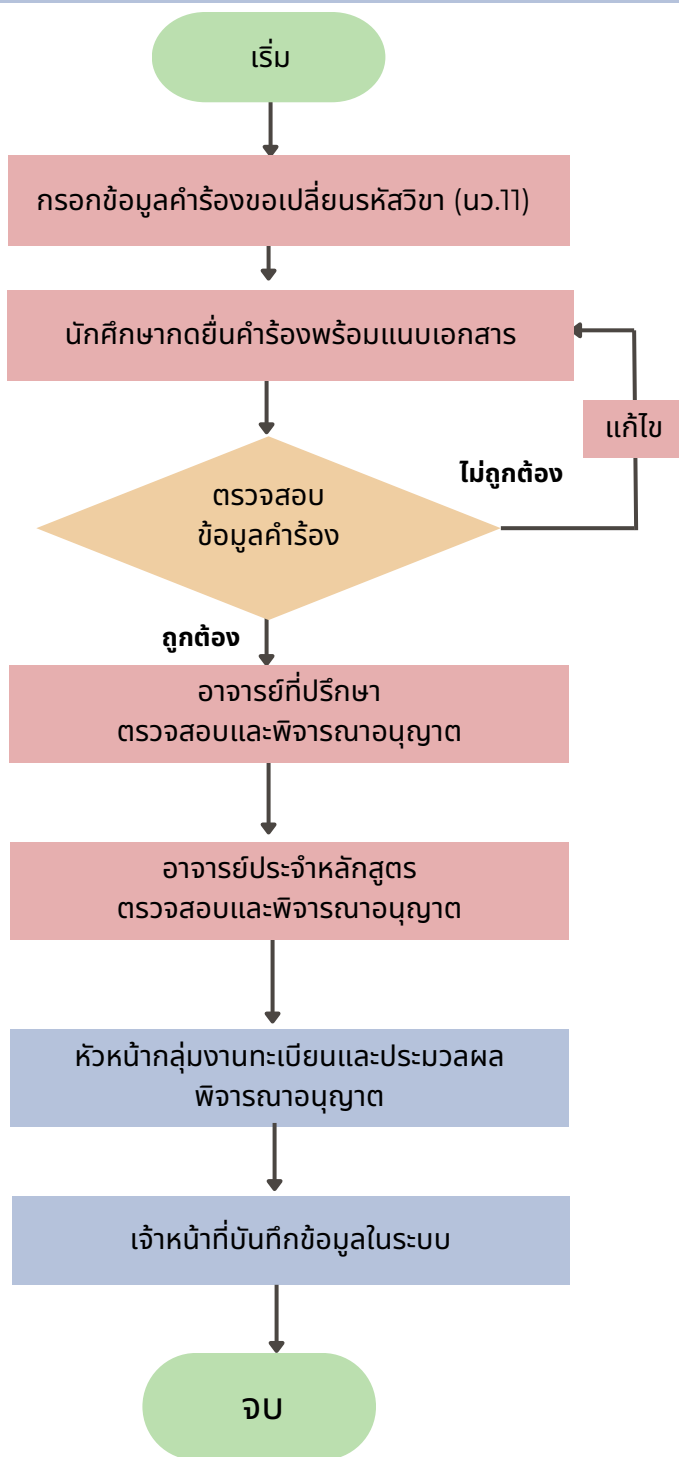 เริ่ม
กรอกข้อมูลคำร้องขอเปลี่ยนรหัสวิขา (นว.11)
นักศึกษากดยื่นคำร้องพร้อมแนบเอกสาร
แก้ไข
ไม่ถูกต้อง
ตรวจสอบ
ข้อมูลคำร้อง
ถูกต้อง
อาจารย์ที่ปรึกษา
ตรวจสอบและพิจารณาอนุญาต
อาจารย์ประจำหลักสูตร
ตรวจสอบและพิจารณาอนุญาต
หัวหน้ากลุ่มงานทะเบียนและประมวลผล
พิจารณาอนุญาต
เจ้าหน้าที่บันทึกข้อมูลในระบบ
จบ